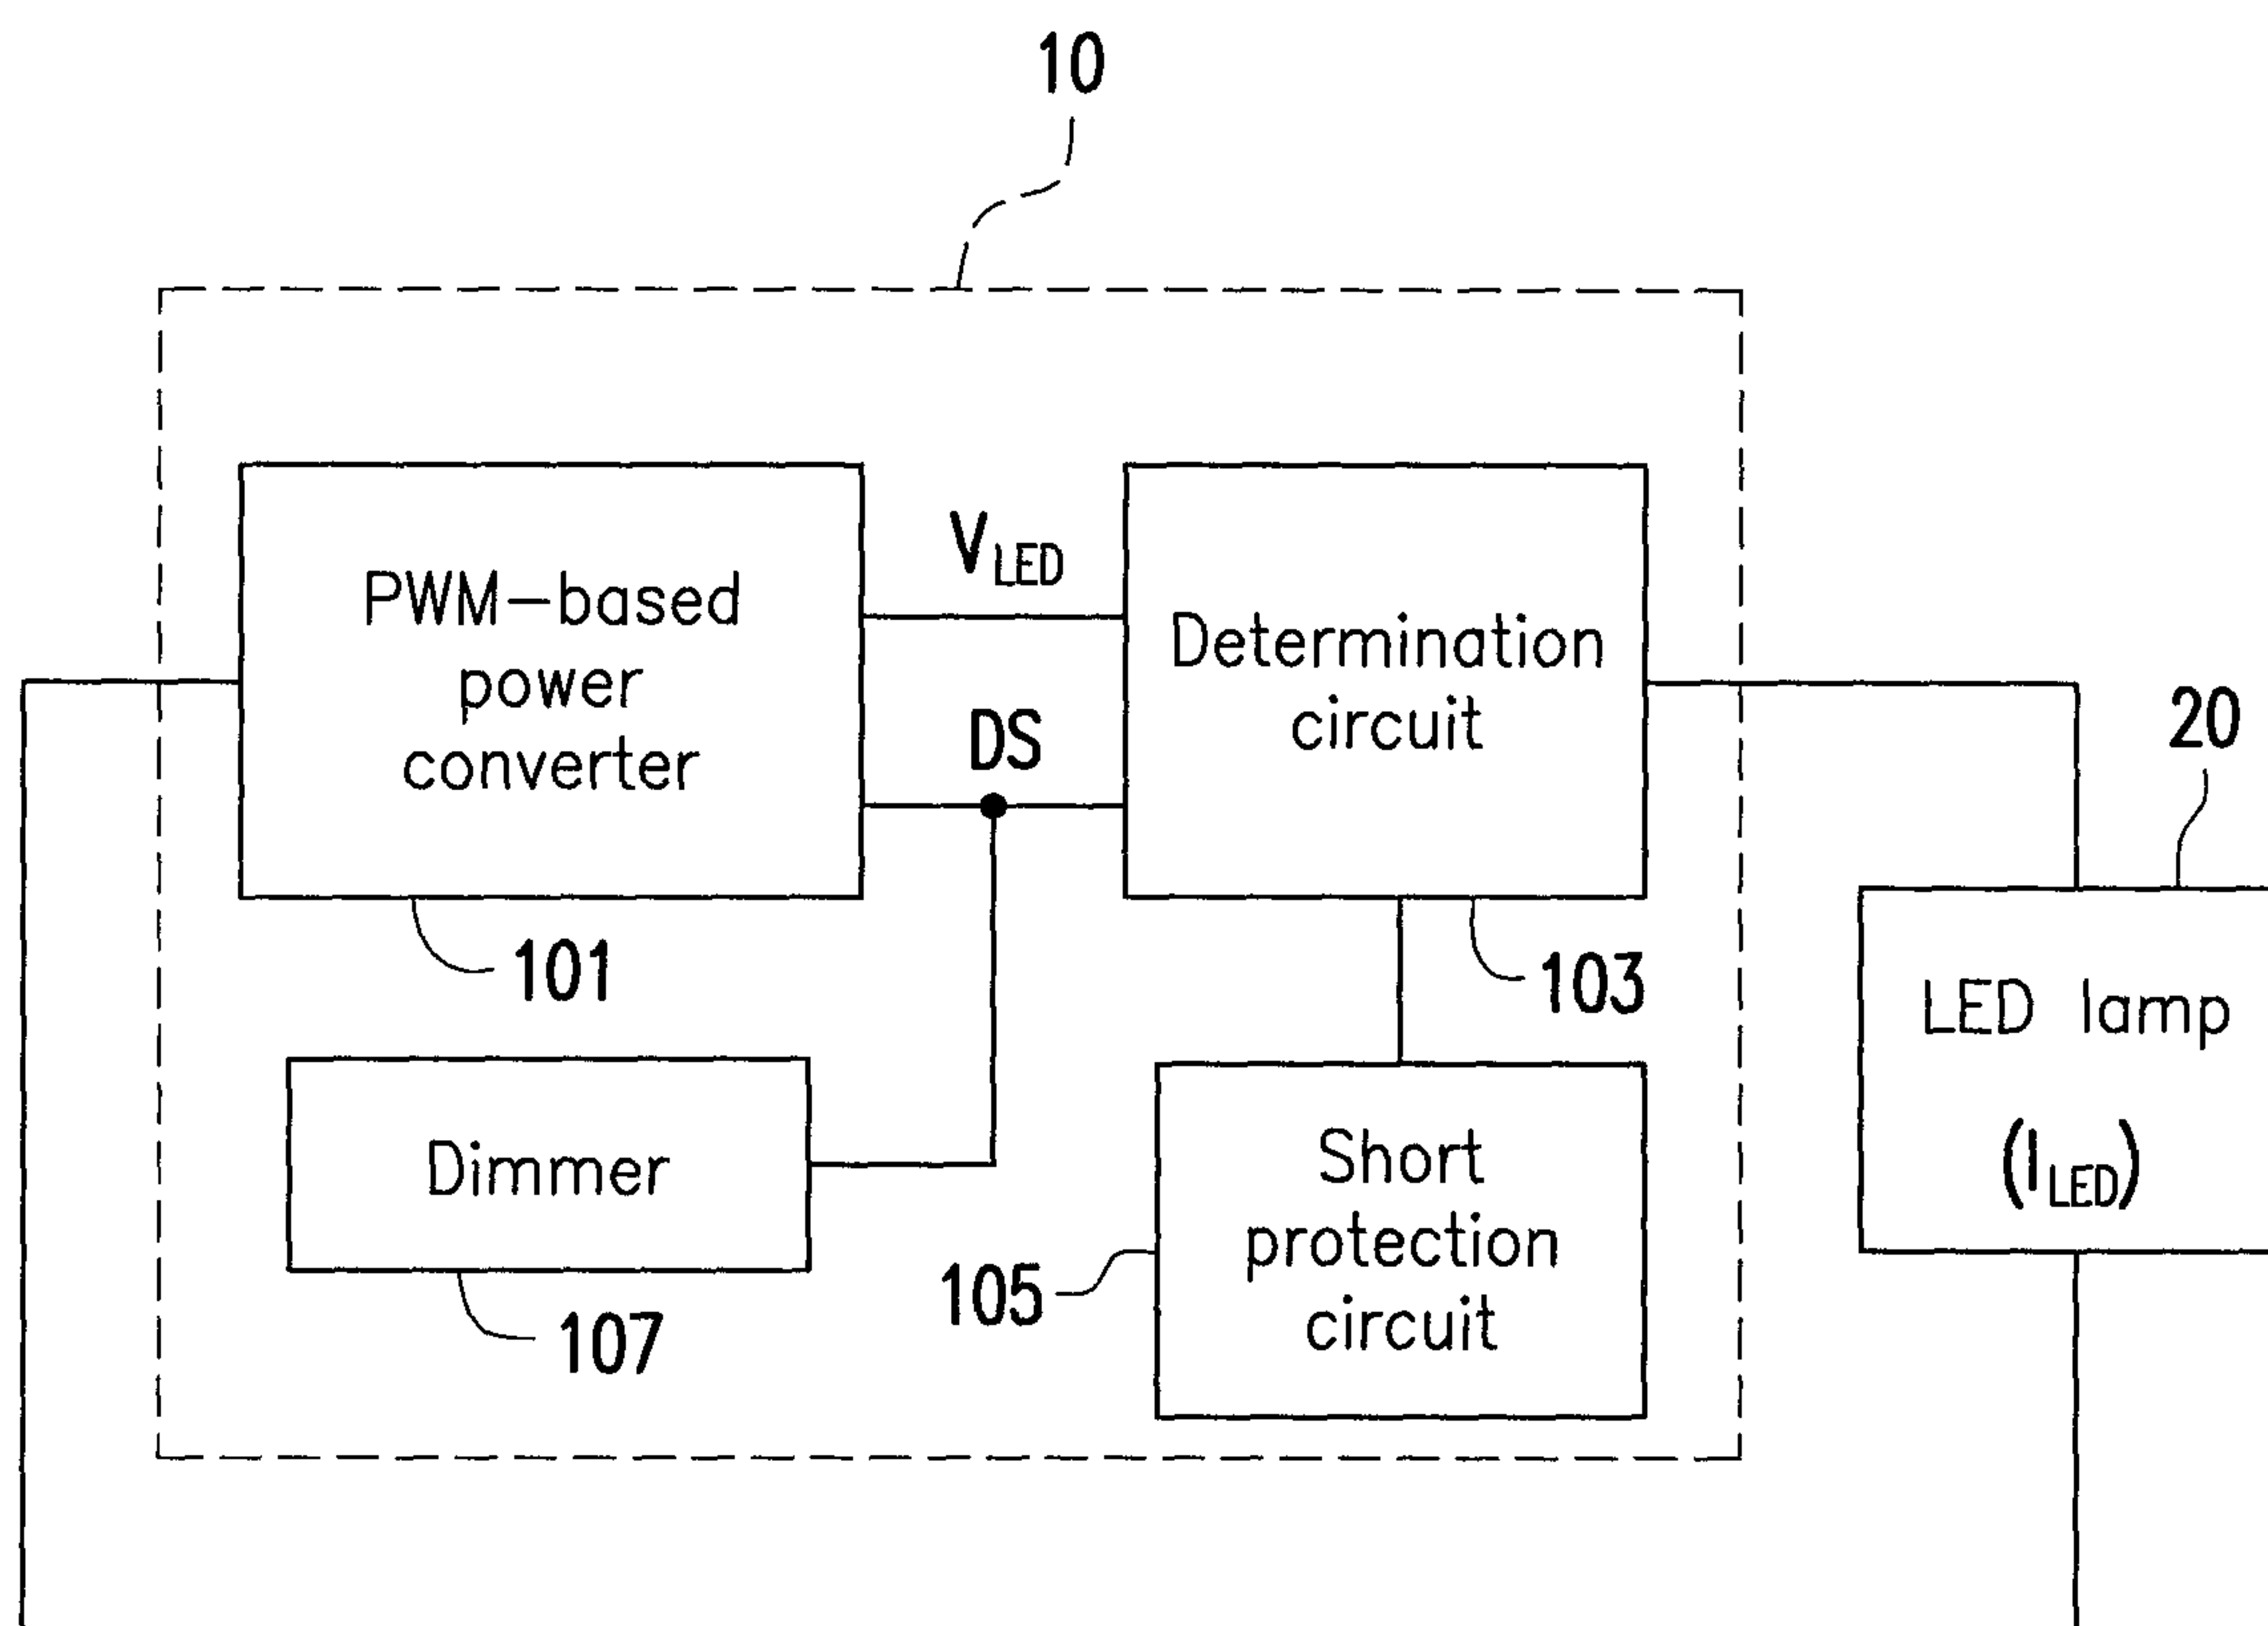 10
PWM-based
power
converter
101
VLED
DS
Determination
circuit
103
20
LED lamp
(ILED)
Dimmer
107
105
Short
protection
circuit